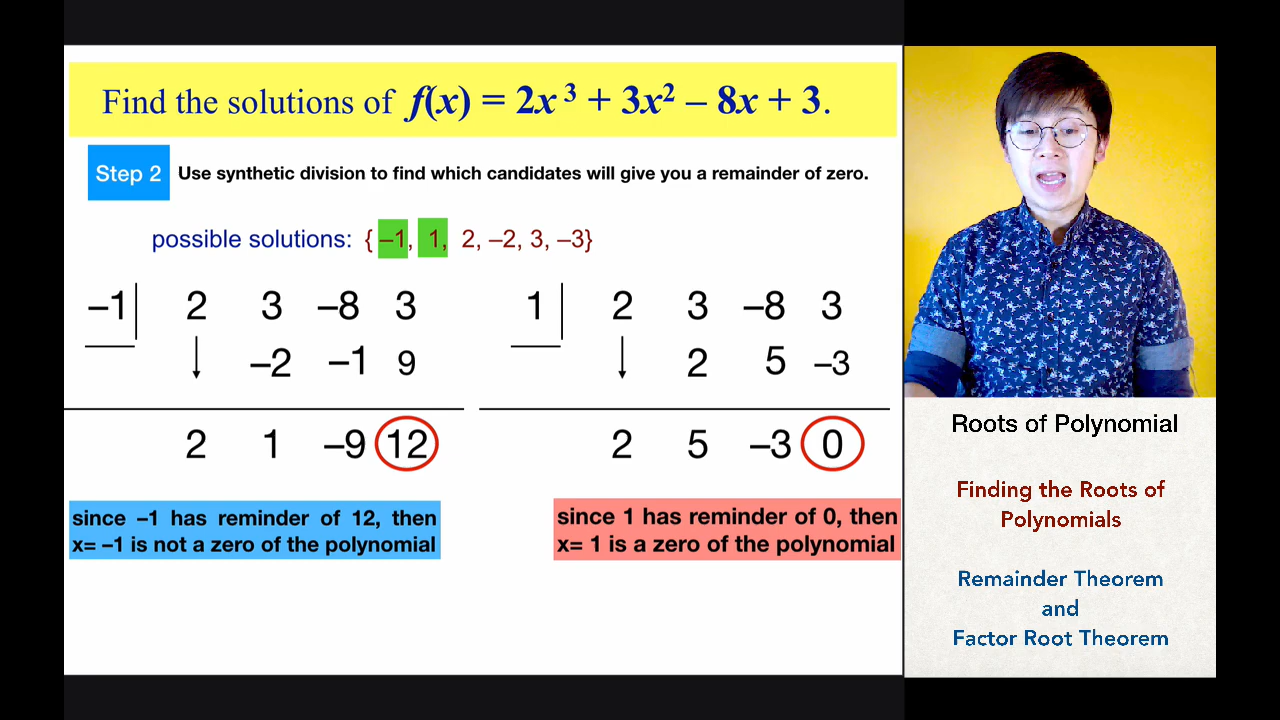 Find the solutions of f(x) = 2x³ + 3x² – 8x + 3.
Step 2 Use synthetic division to find which candidates will give you a remainder of zero.
possible solutions: { –1, 1, 2, –2, 3, –3}
–1 2 3 –8 3
–2 –1 9
2 1 –9 12
since –1 has reminder of 12, then
x= –1 is not a zero of the polynomial
1 2 3 –8 3
2 5 –3
2 5 –3 0
since 1 has reminder of 0, then
x= 1 is a zero of the polynomial
Roots of Polynomial
Finding the Roots of
Polynomials
Remainder Theorem
and
Factor Root Theorem